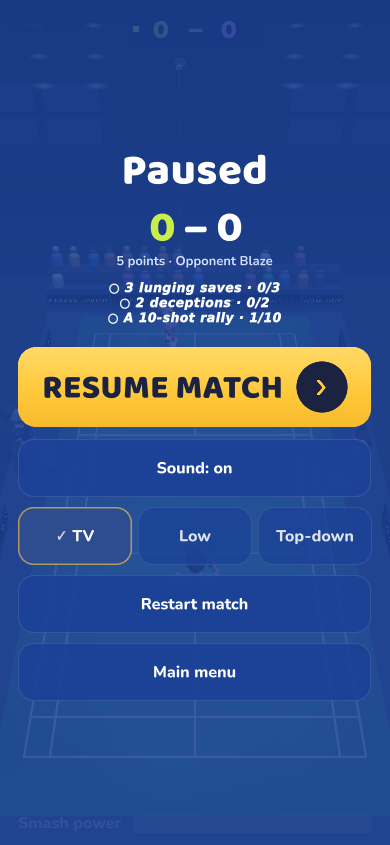 0 – 0
Paused
0 – 0
5 points · Opponent Blaze
○ 3 lunging saves · 0/3
○ 2 deceptions · 0/2
○ A 10-shot rally · 1/10
RESUME MATCH ›
Sound: on
✓ TV Low Top-down
Restart match
Main menu
Smash power